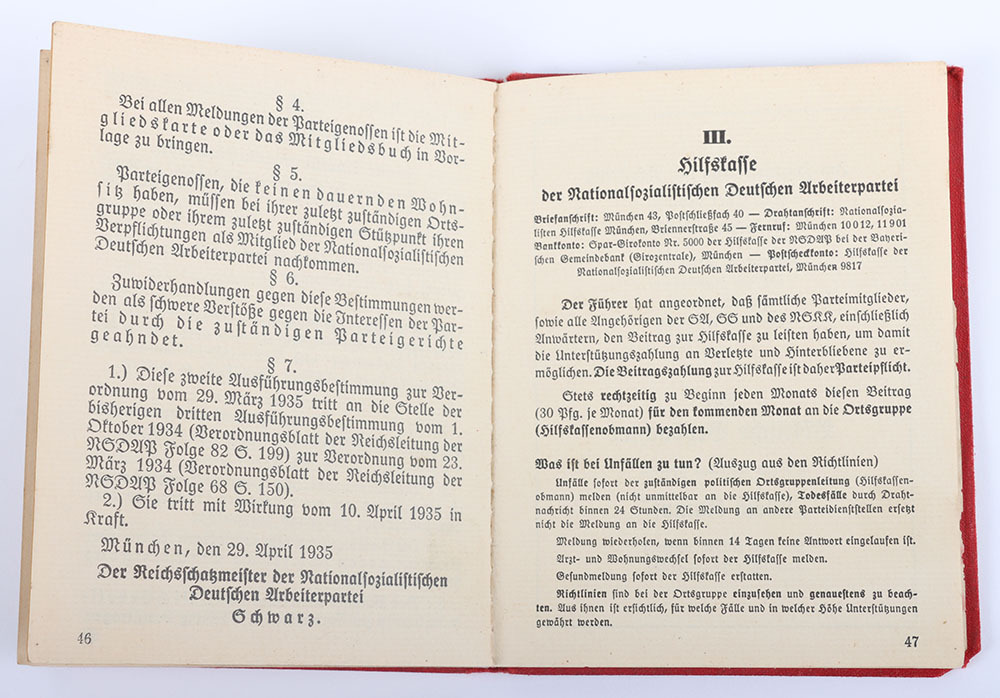 § 4.
Bei allen Meldungen der Parteigenossen ist die Mit-
gliedskarte oder das Mitgliedsbuch in Vor-
lage zu bringen.
§ 5.
Parteigenossen, die keinen dauernden Wohn-
sitz haben, müssen bei ihrer zuletzt zuständigen Orts-
gruppe oder ihrem zuletzt zuständigen Stützpunkt ihren
Verpflichtungen als Mitglied der Nationalsozialistischen
Deutschen Arbeiterpartei nachkommen.
§ 6.
Zuwiderhandlungen gegen diese Bestimmungen wer-
den als schwere Verstöße gegen die Interessen der Par-
tei durch die zuständigen Parteigerichte
geahndet.
§ 7.
1.) Diese zweite Ausführungsbestimmung zur Ver-
ordnung vom 29. März 1935 tritt an die Stelle der
bisherigen dritten Ausführungsbestimmung vom 1.
Oktober 1934 (Verordnungsblatt der Reichsleitung der
NSDAP Folge 82 S. 199) zur Verordnung vom 23.
März 1934 (Verordnungsblatt der Reichsleitung der
NSDAP Folge 68 S. 150).
2.) Sie tritt mit Wirkung vom 10. April 1935 in
Kraft.
München, den 29. April 1935
Der Reichsschatzmeister der Nationalsozialistischen
Deutschen Arbeiterpartei
Schwarz.
46
III.
Hilfskasse
der Nationalsozialistischen Deutschen Arbeiterpartei
Briefanschrift: München 43, Postschließfach 40 — Drahtanschrift: Nationalsozia-
listen Hilfskasse München, Briennerstraße 45 — Fernruf: München 10012, 11901
Bankkonto: Spar-Girokonto Nr. 5000 der Hilfskasse der NSDAP bei der Bayeri-
schen Gemeindebank (Girozentrale), München — Postscheckkonto: Hilfskasse der
Nationalsozialistischen Deutschen Arbeiterpartei, München 9817
Der Führer hat angeordnet, daß sämtliche Parteimitglieder,
sowie alle Angehörigen der SA, SS und des NSKK, einschließlich
Anwärtern, den Beitrag zur Hilfskasse zu leisten haben, um damit
die Unterstützungszahlung an Verletzte und Hinterbliebene zu er-
möglichen. Die Beitragszahlung zur Hilfskasse ist daher Parteipflicht.
Stets rechtzeitig zu Beginn jeden Monats diesen Beitrag
(30 Pfg. je Monat) für den kommenden Monat an die Ortsgruppe
(Hilfskassenobmann) bezahlen.
Was ist bei Unfällen zu tun? (Auszug aus den Richtlinien)
Unfälle sofort der zuständigen politischen Ortsgruppenleitung (Hilfskassen-
obmann) melden (nicht unmittelbar an die Hilfskasse), Todesfälle durch Draht-
nachricht binnen 24 Stunden. Die Meldung an andere Parteidienststellen ersetzt
nicht die Meldung an die Hilfskasse.
Meldung wiederholen, wenn binnen 14 Tagen keine Antwort eingelaufen ist.
Arzt- und Wohnungswechsel sofort der Hilfskasse melden.
Gesundmeldung sofort der Hilfskasse erstatten.
Richtlinien sind bei der Ortsgruppe einzusehen und genauestens zu beach-
ten. Aus ihnen ist ersichtlich, für welche Fälle und in welcher Höhe Unterstützungen
gewährt werden.
47